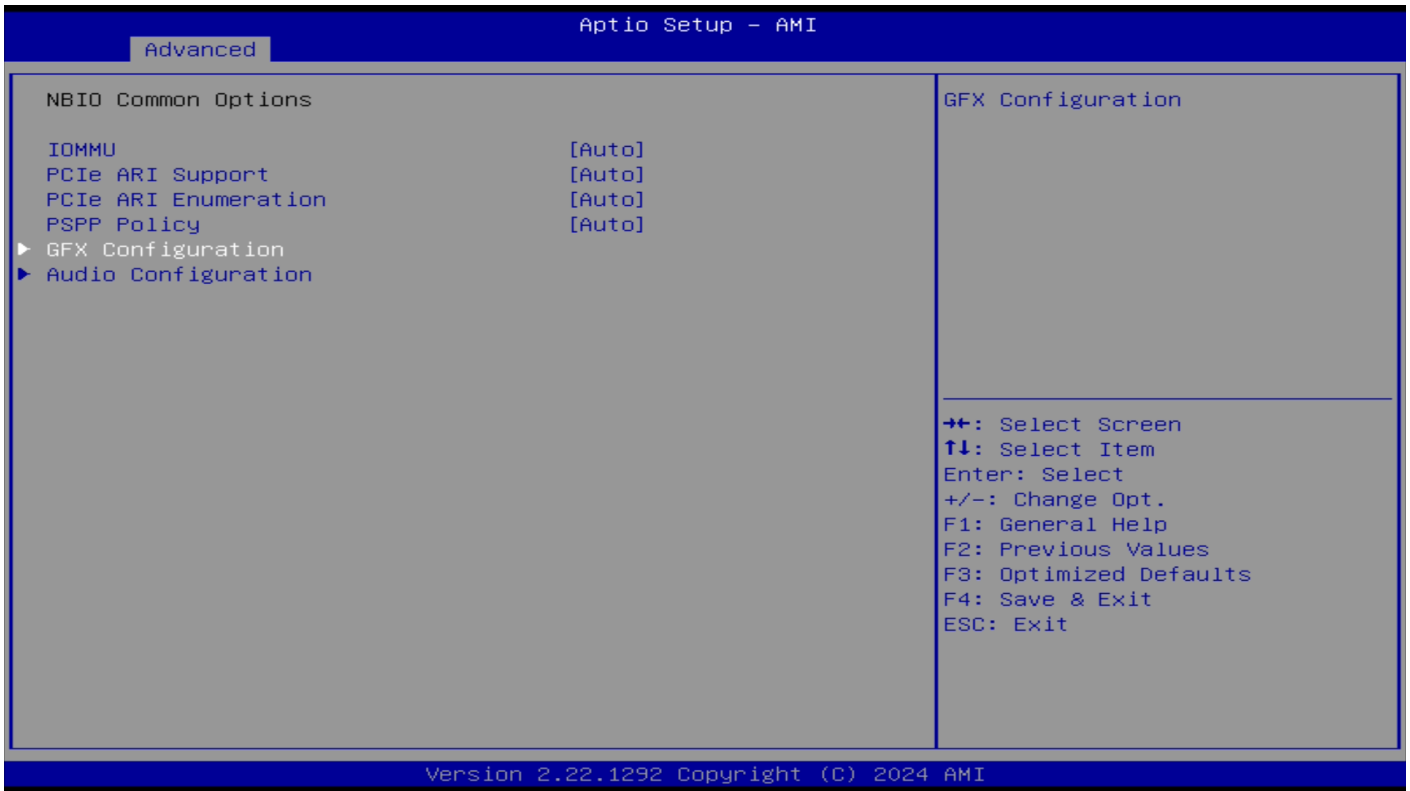 Aptio Setup - AMI
Advanced
NBIO Common Options
IOMMU [Auto]
PCIe ARI Support [Auto]
PCIe ARI Enumeration [Auto]
PSPP Policy [Auto]
► GFX Configuration
► Audio Configuration
GFX Configuration
→←: Select Screen
↑↓: Select Item
Enter: Select
+/-: Change Opt.
F1: General Help
F2: Previous Values
F3: Optimized Defaults
F4: Save & Exit
ESC: Exit
Version 2.22.1292 Copyright (C) 2024 AMI